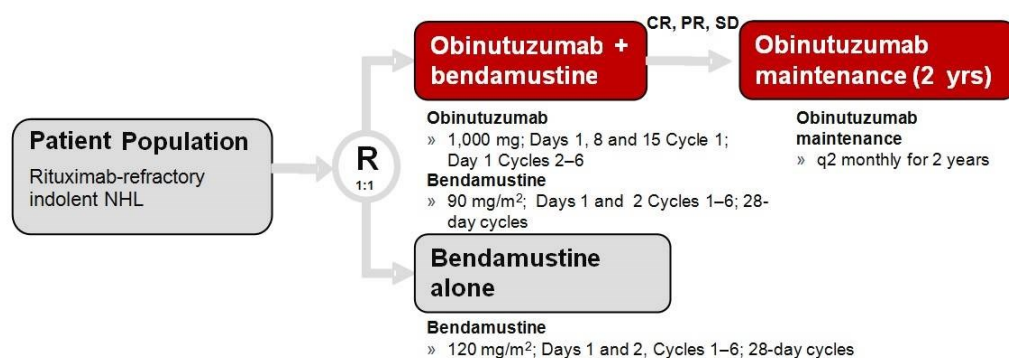 Patient Population
Rituximab-refractory
indolent NHL
R
1:1
Obinutuzumab +
bendamustine
CR, PR, SD
Obinutuzumab
maintenance (2 yrs)
Obinutuzumab
» 1,000 mg; Days 1, 8 and 15 Cycle 1;
Day 1 Cycles 2–6
Bendamustine
» 90 mg/m²; Days 1 and 2 Cycles 1–6; 28-
day cycles
Obinutuzumab
maintenance
» q2 monthly for 2 years
Bendamustine
alone
Bendamustine
» 120 mg/m²; Days 1 and 2, Cycles 1–6; 28-day cycles